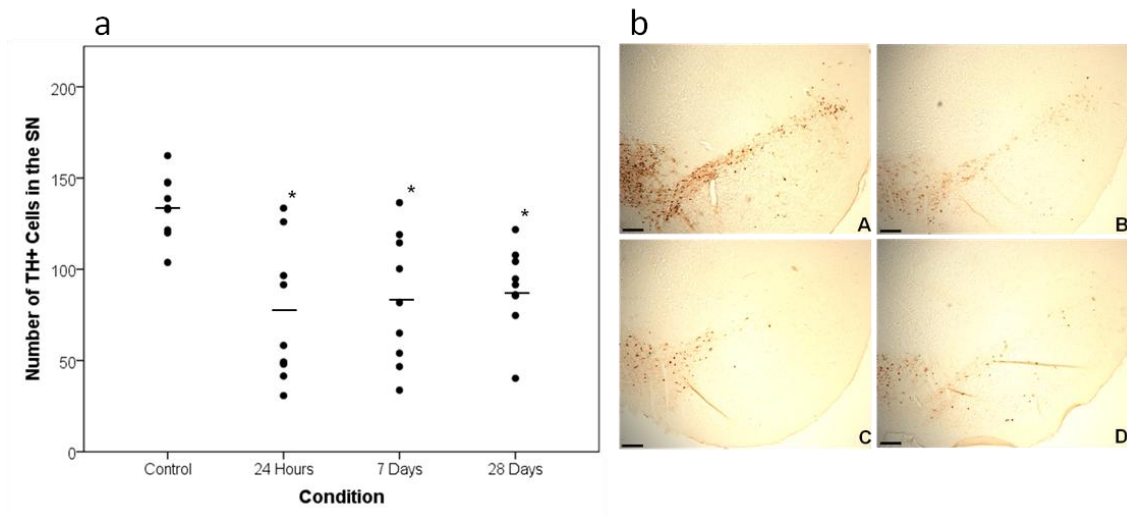 a
b
Number of TH+ Cells in the SN
200
150
100
50
0
*
*
*
Control
24 Hours
7 Days
28 Days
Condition
A
B
C
D